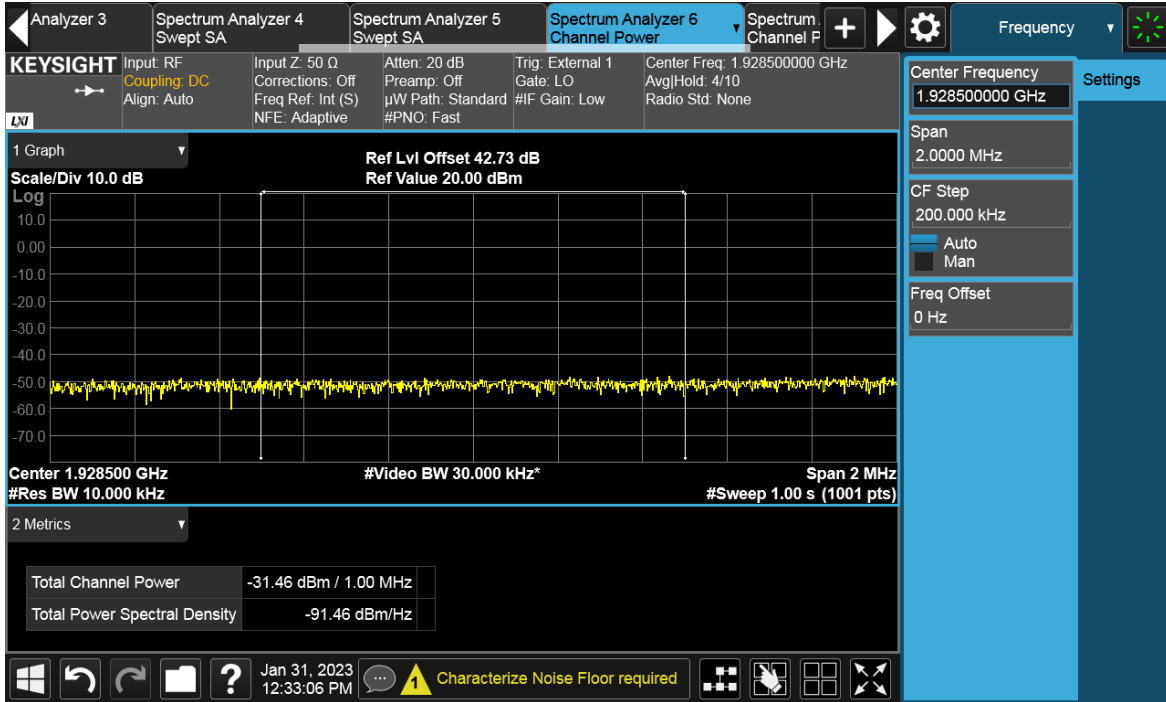 Analyzer 3
Spectrum Analyzer 4
Swept SA
Spectrum Analyzer 5
Swept SA
Spectrum Analyzer 6
Channel Power
Spectrum
Channel P
+
Frequency
KEYSIGHT
LXI
Input: RF
Coupling: DC
Align: Auto
Input Z: 50 Ω
Corrections: Off
Freq Ref: Int (S)
NFE: Adaptive
Atten: 20 dB
Preamp: Off
µW Path: Standard
#PNO: Fast
Trig: External 1
Gate: LO
#IF Gain: Low
Center Freq: 1.928500000 GHz
Avg|Hold: 4/10
Radio Std: None
Center Frequency
1.928500000 GHz
Settings
Span
2.0000 MHz
CF Step
200.000 kHz
Auto
Man
Freq Offset
0 Hz
1 Graph
Scale/Div 10.0 dB
Ref Lvl Offset 42.73 dB
Ref Value 20.00 dBm
Log
10.0
0.00
-10.0
-20.0
-30.0
-40.0
-50.0
-60.0
-70.0
Center 1.928500 GHz
#Video BW 30.000 kHz*
Span 2 MHz
#Res BW 10.000 kHz
#Sweep 1.00 s (1001 pts)
2 Metrics
Total Channel Power -31.46 dBm / 1.00 MHz
Total Power Spectral Density -91.46 dBm/Hz
?
Jan 31, 2023
12:33:06 PM
1
Characterize Noise Floor required